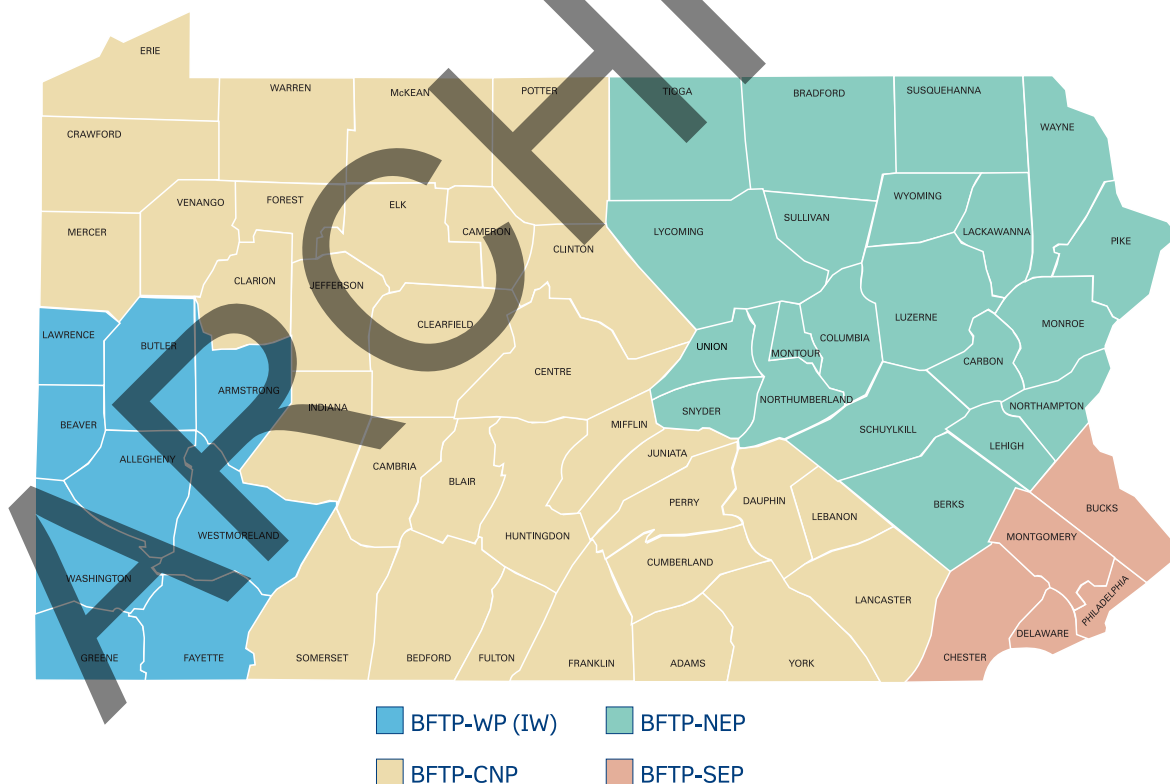 ERIE
WARREN
McKEAN
POTTER
TIOGA
BRADFORD
SUSQUEHANNA
WAYNE
CRAWFORD
VENANGO
FOREST
ELK
CAMERON
CLINTON
LYCOMING
SULLIVAN
WYOMING
LACKAWANNA
PIKE
MERCER
CLARION
JEFFERSON
CLEARFIELD
CENTRE
UNION
MONTOUR
COLUMBIA
LUZERNE
CARBON
MONROE
LAWRENCE
BUTLER
ARMSTRONG
INDIANA
SNYDER
NORTHUMBERLAND
SCHUYLKILL
NORTHAMPTON
LEHIGH
BEAVER
ALLEGHENY
CAMBRIA
BLAIR
MIFFLIN
JUNIATA
PERRY
DAUPHIN
LEBANON
BERKS
BUCKS
WESTMORELAND
HUNTINGDON
CUMBERLAND
MONTGOMERY
WASHINGTON
LANCASTER
PHILADELPHIA
GREENE
FAYETTE
SOMERSET
BEDFORD
FULTON
FRANKLIN
ADAMS
YORK
CHESTER
DELAWARE
BFTP-WP (IW)
BFTP-NEP
BFTP-CNP
BFTP-SEP